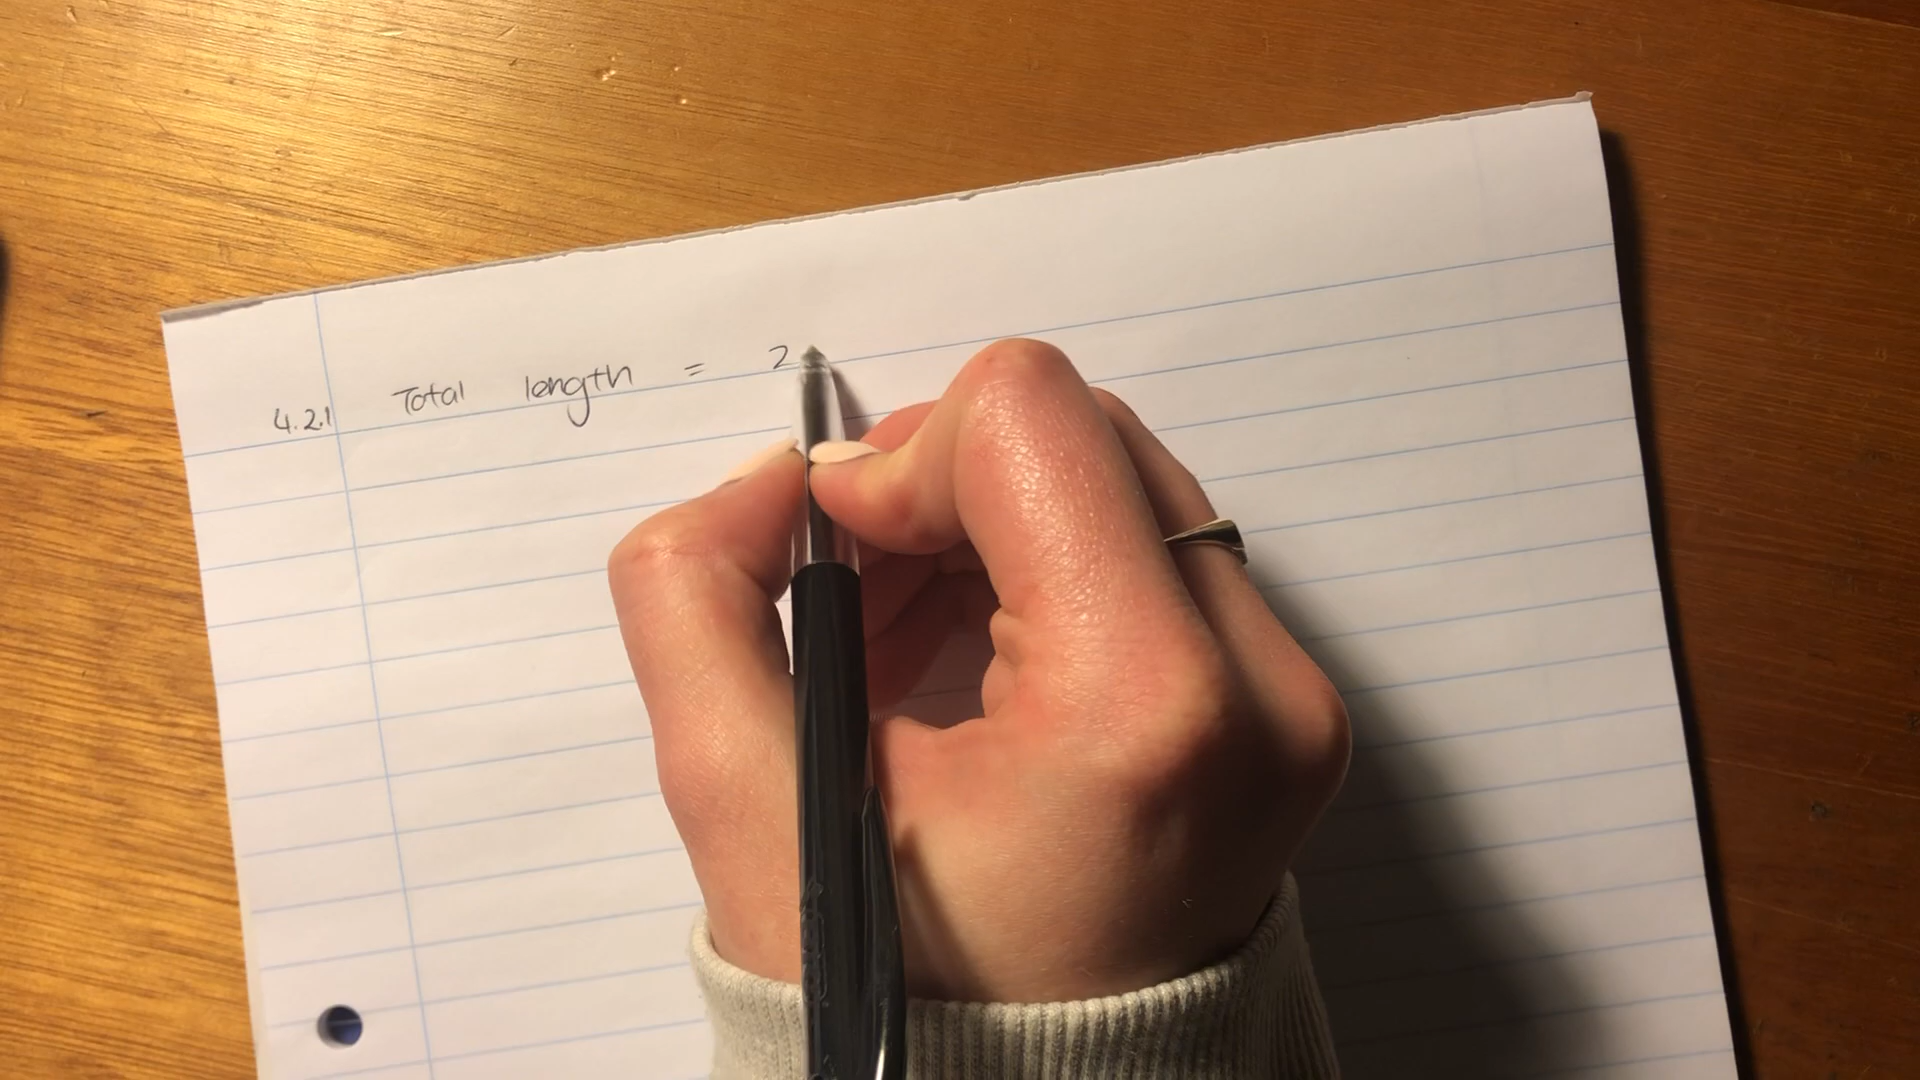 4.2.1 Total length = 2